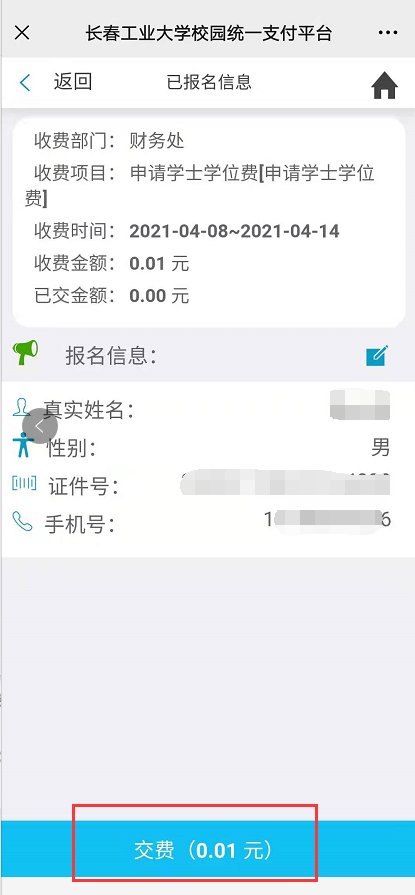 长春工业大学校园统一支付平台
返回 已报名信息
收费部门： 财务处
收费项目： 申请学士学位费[申请学士学位
费]
收费时间： 2021-04-08~2021-04-14
收费金额： 0.01 元
已交金额： 0.00 元
报名信息：
真实姓名：
性别： 男
证件号：
手机号： 1 6
交费（0.01 元）